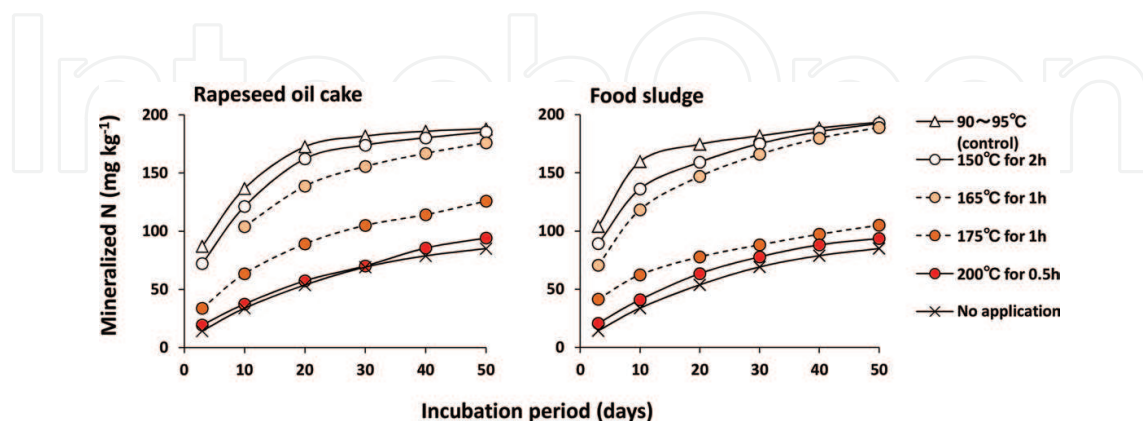 IntechOpen
Rapeseed oil cake
Food sludge
Mineralized N (mg kg⁻¹)
200
150
100
50
0
0 10 20 30 40 50
200
150
100
50
0
0 10 20 30 40 50
Incubation period (days)
90～95℃
(control)
150℃ for 2h
165℃ for 1h
175℃ for 1h
200℃ for 0.5h
No application